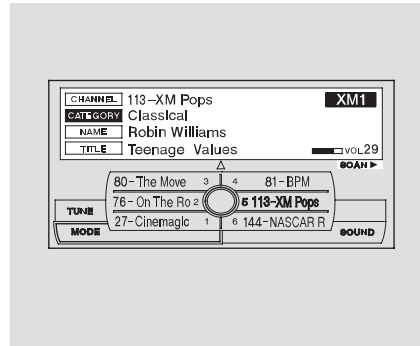 CHANNEL 113-XM Pops XM1
CATEGORY Classical
NAME Robin Williams
TITLE Teenage Values VOL29
SCAN
80-The Move 3 4 81-BPM
TUNE 76-On The Ro 2 5 113-XM Pops
27-Cinemagic 1 6 144-NASCAR R
MODE SOUND